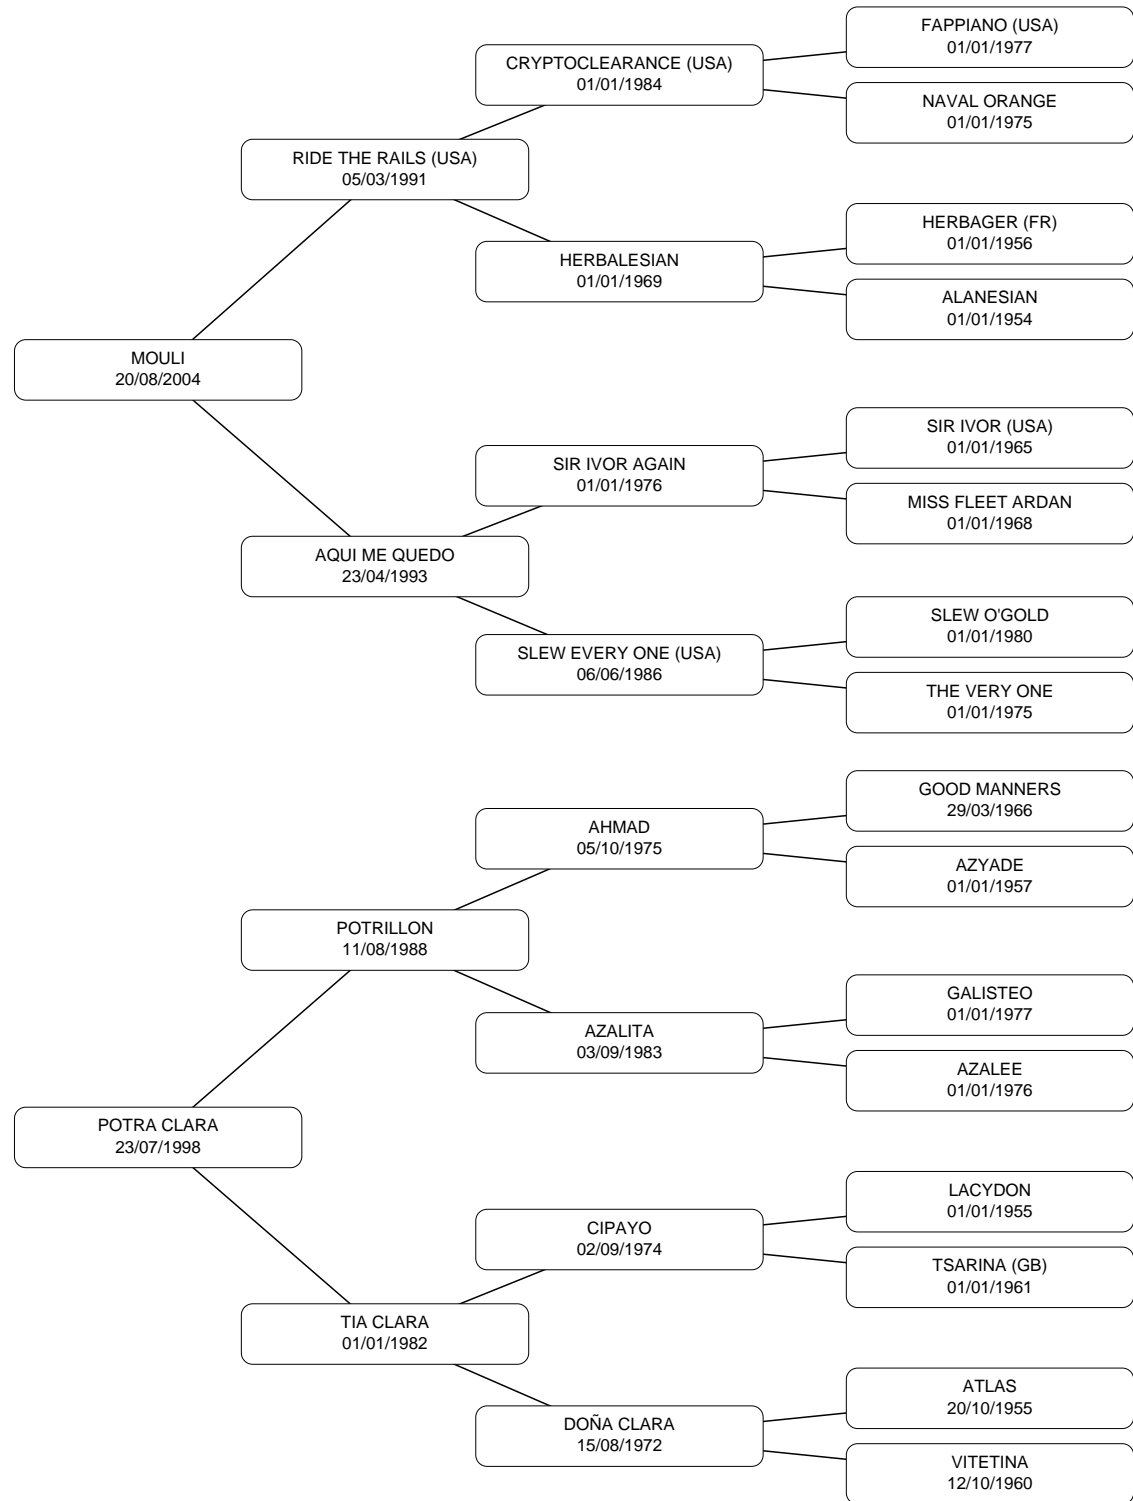 FAPPIANO (USA)
01/01/1977
CRYPTOCLEARANCE (USA)
01/01/1984
NAVAL ORANGE
01/01/1975
RIDE THE RAILS (USA)
05/03/1991
HERBAGER (FR)
01/01/1956
HERBALESIAN
01/01/1969
ALANESIAN
01/01/1954
MOULI
20/08/2004
SIR IVOR (USA)
01/01/1965
SIR IVOR AGAIN
01/01/1976
MISS FLEET ARDAN
01/01/1968
AQUI ME QUEDO
23/04/1993
SLEW O'GOLD
01/01/1980
SLEW EVERY ONE (USA)
06/06/1986
THE VERY ONE
01/01/1975
GOOD MANNERS
29/03/1966
AHMAD
05/10/1975
AZYADE
01/01/1957
POTRILLON
11/08/1988
GALISTEO
01/01/1977
AZALITA
03/09/1983
AZALEE
01/01/1976
POTRA CLARA
23/07/1998
LACYDON
01/01/1955
CIPAYO
02/09/1974
TSARINA (GB)
01/01/1961
TIA CLARA
01/01/1982
ATLAS
20/10/1955
DOÑA CLARA
15/08/1972
VITETINA
12/10/1960